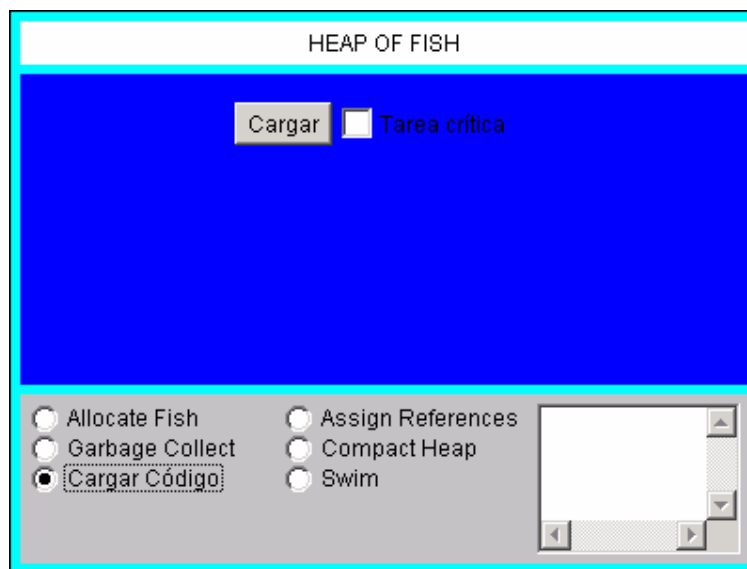 HEAP OF FISH
Cargar Tarea crítica
Allocate Fish Assign References
Garbage Collect Compact Heap
Cargar Código Swim